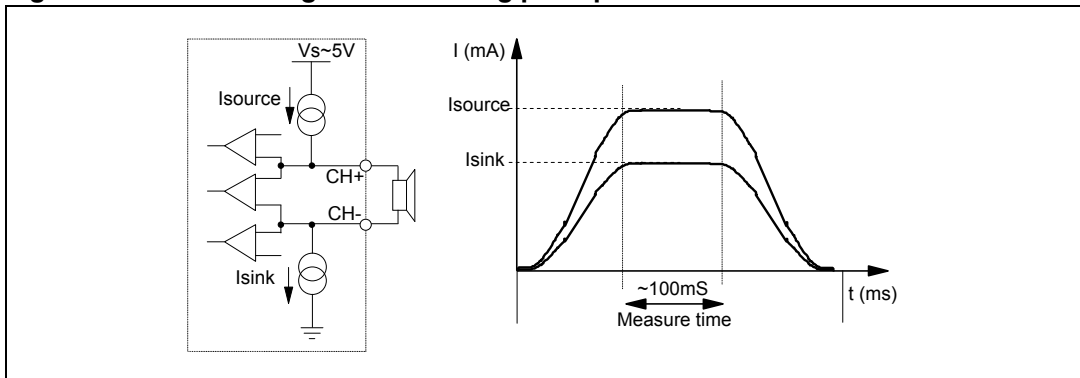 Vs~5V
Isource
CH+
CH-
Isink
I (mA)
Isource
Isink
~100mS
Measure time
t (ms)